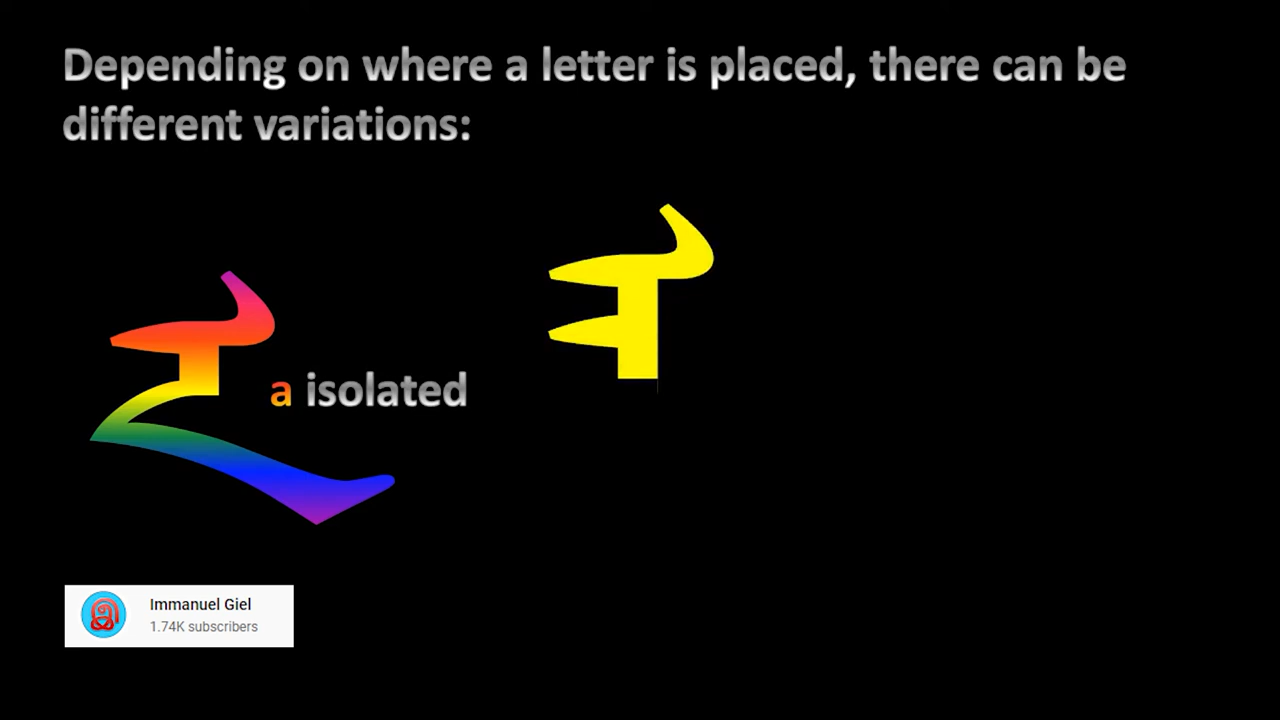 Depending on where a letter is placed, there can be
different variations:
a isolated
Immanuel Giel
1.74K subscribers